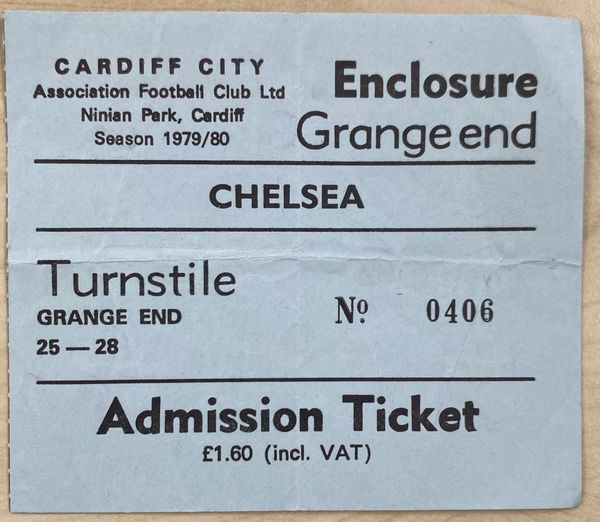 CARDIFF CITY
Association Football Club Ltd
Ninian Park, Cardiff
Season 1979/80
Enclosure
Grange end
CHELSEA
Turnstile
GRANGE END
25 — 28
Nº 0406
Admission Ticket
£1.60 (incl. VAT)